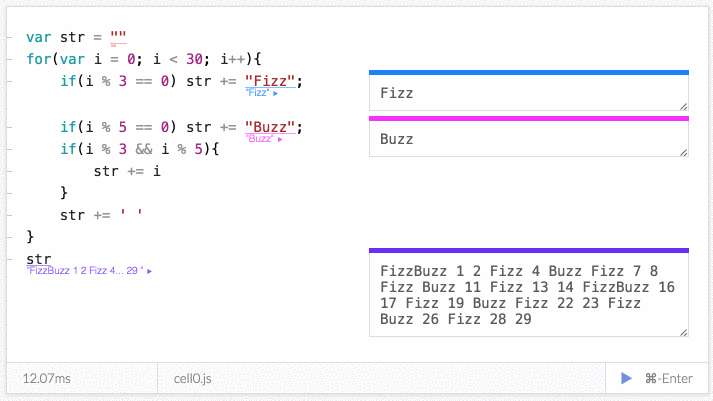 var str = ""
for(var i = 0; i < 30; i++){
if(i % 3 == 0) str += "Fizz";
"Fizz" ▸
Fizz
if(i % 5 == 0) str += "Buzz";
"Buzz" ▸
Buzz
if(i % 3 && i % 5){
str += i
}
str += ' '
}
str
"FizzBuzz 1 2 Fizz 4... 29 " ▸
FizzBuzz 1 2 Fizz 4 Buzz Fizz 7 8
Fizz Buzz 11 Fizz 13 14 FizzBuzz 16
17 Fizz 19 Buzz Fizz 22 23 Fizz
Buzz 26 Fizz 28 29
12.07ms
cell0.js
⌘-Enter